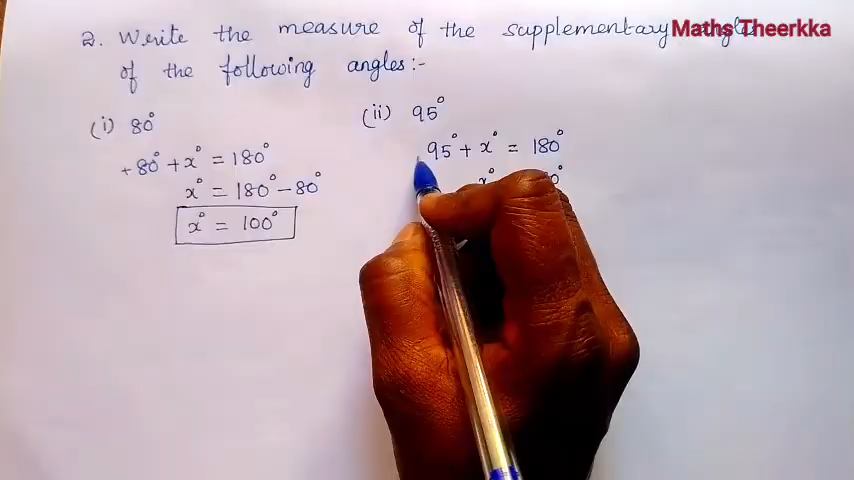 2. Write the measure of the supplementary
Maths Theerkka
of the following angles:-
(i) 80°
+80° + x° = 180°
x° = 180° - 80°
x° = 100°
(ii) 95°
95° + x° = 180°
x°